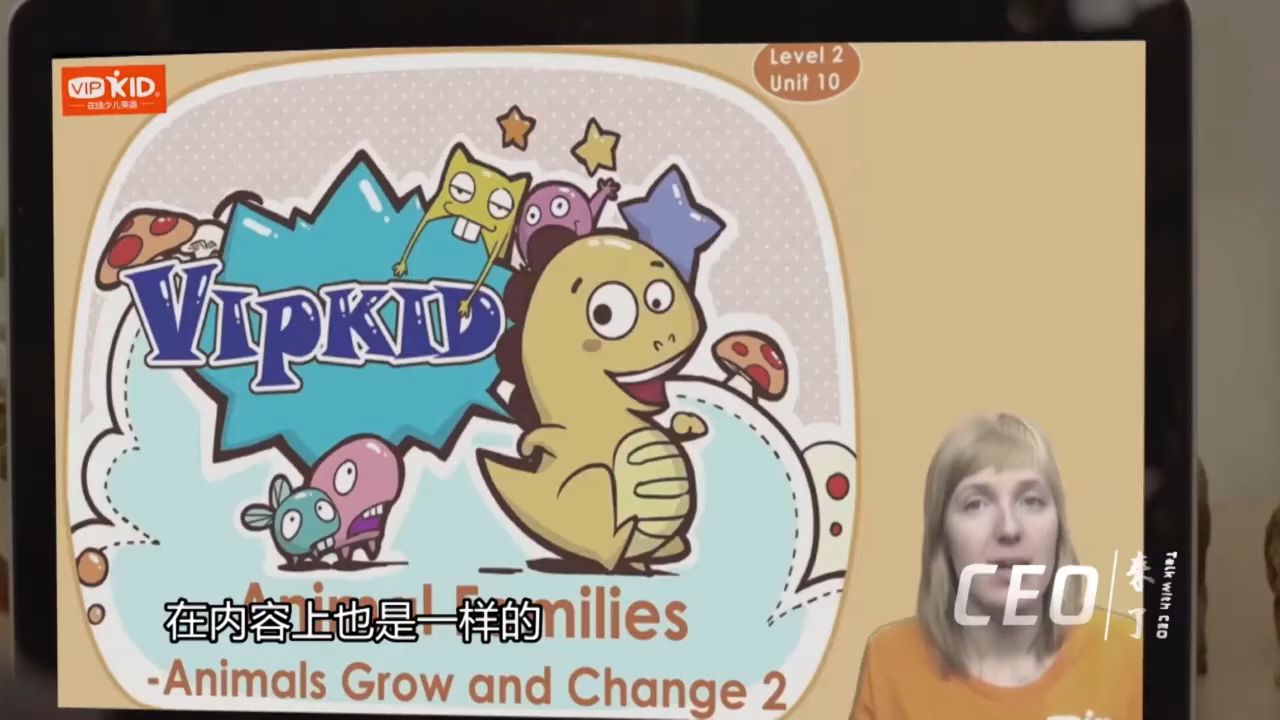 VIPKID
在线少儿英语
Level 2
Unit 10
VIPKID
Animal Families
在内容上也是一样的
-Animals Grow and Change 2
CEO 来了
Talk with CEO